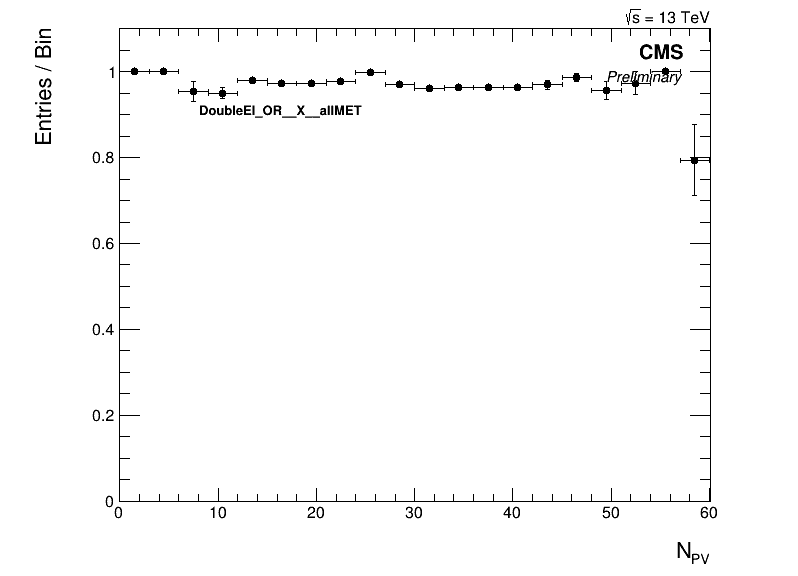 √s = 13 TeV
CMS
Preliminary
DoubleEl_OR__X__allMET
Entries / Bin
1
0.8
0.6
0.4
0.2
0
0 10 20 30 40 50 60
N_PV